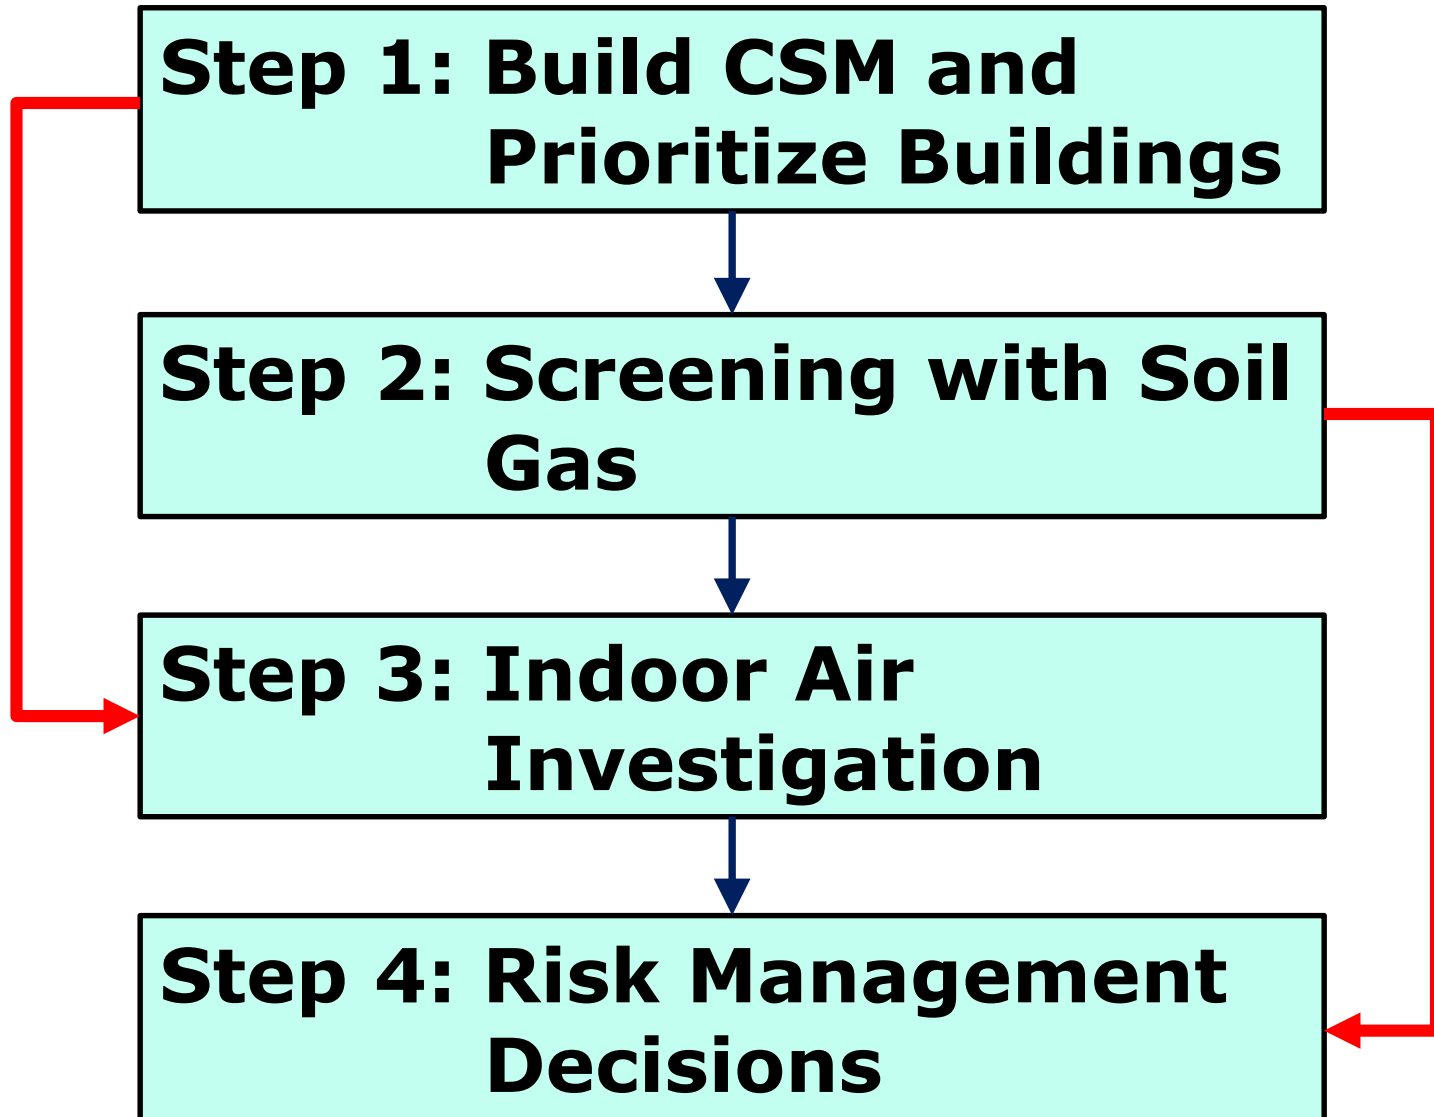 Step 1: Build CSM and
Prioritize Buildings
Step 2: Screening with Soil
Gas
Step 3: Indoor Air
Investigation
Step 4: Risk Management
Decisions